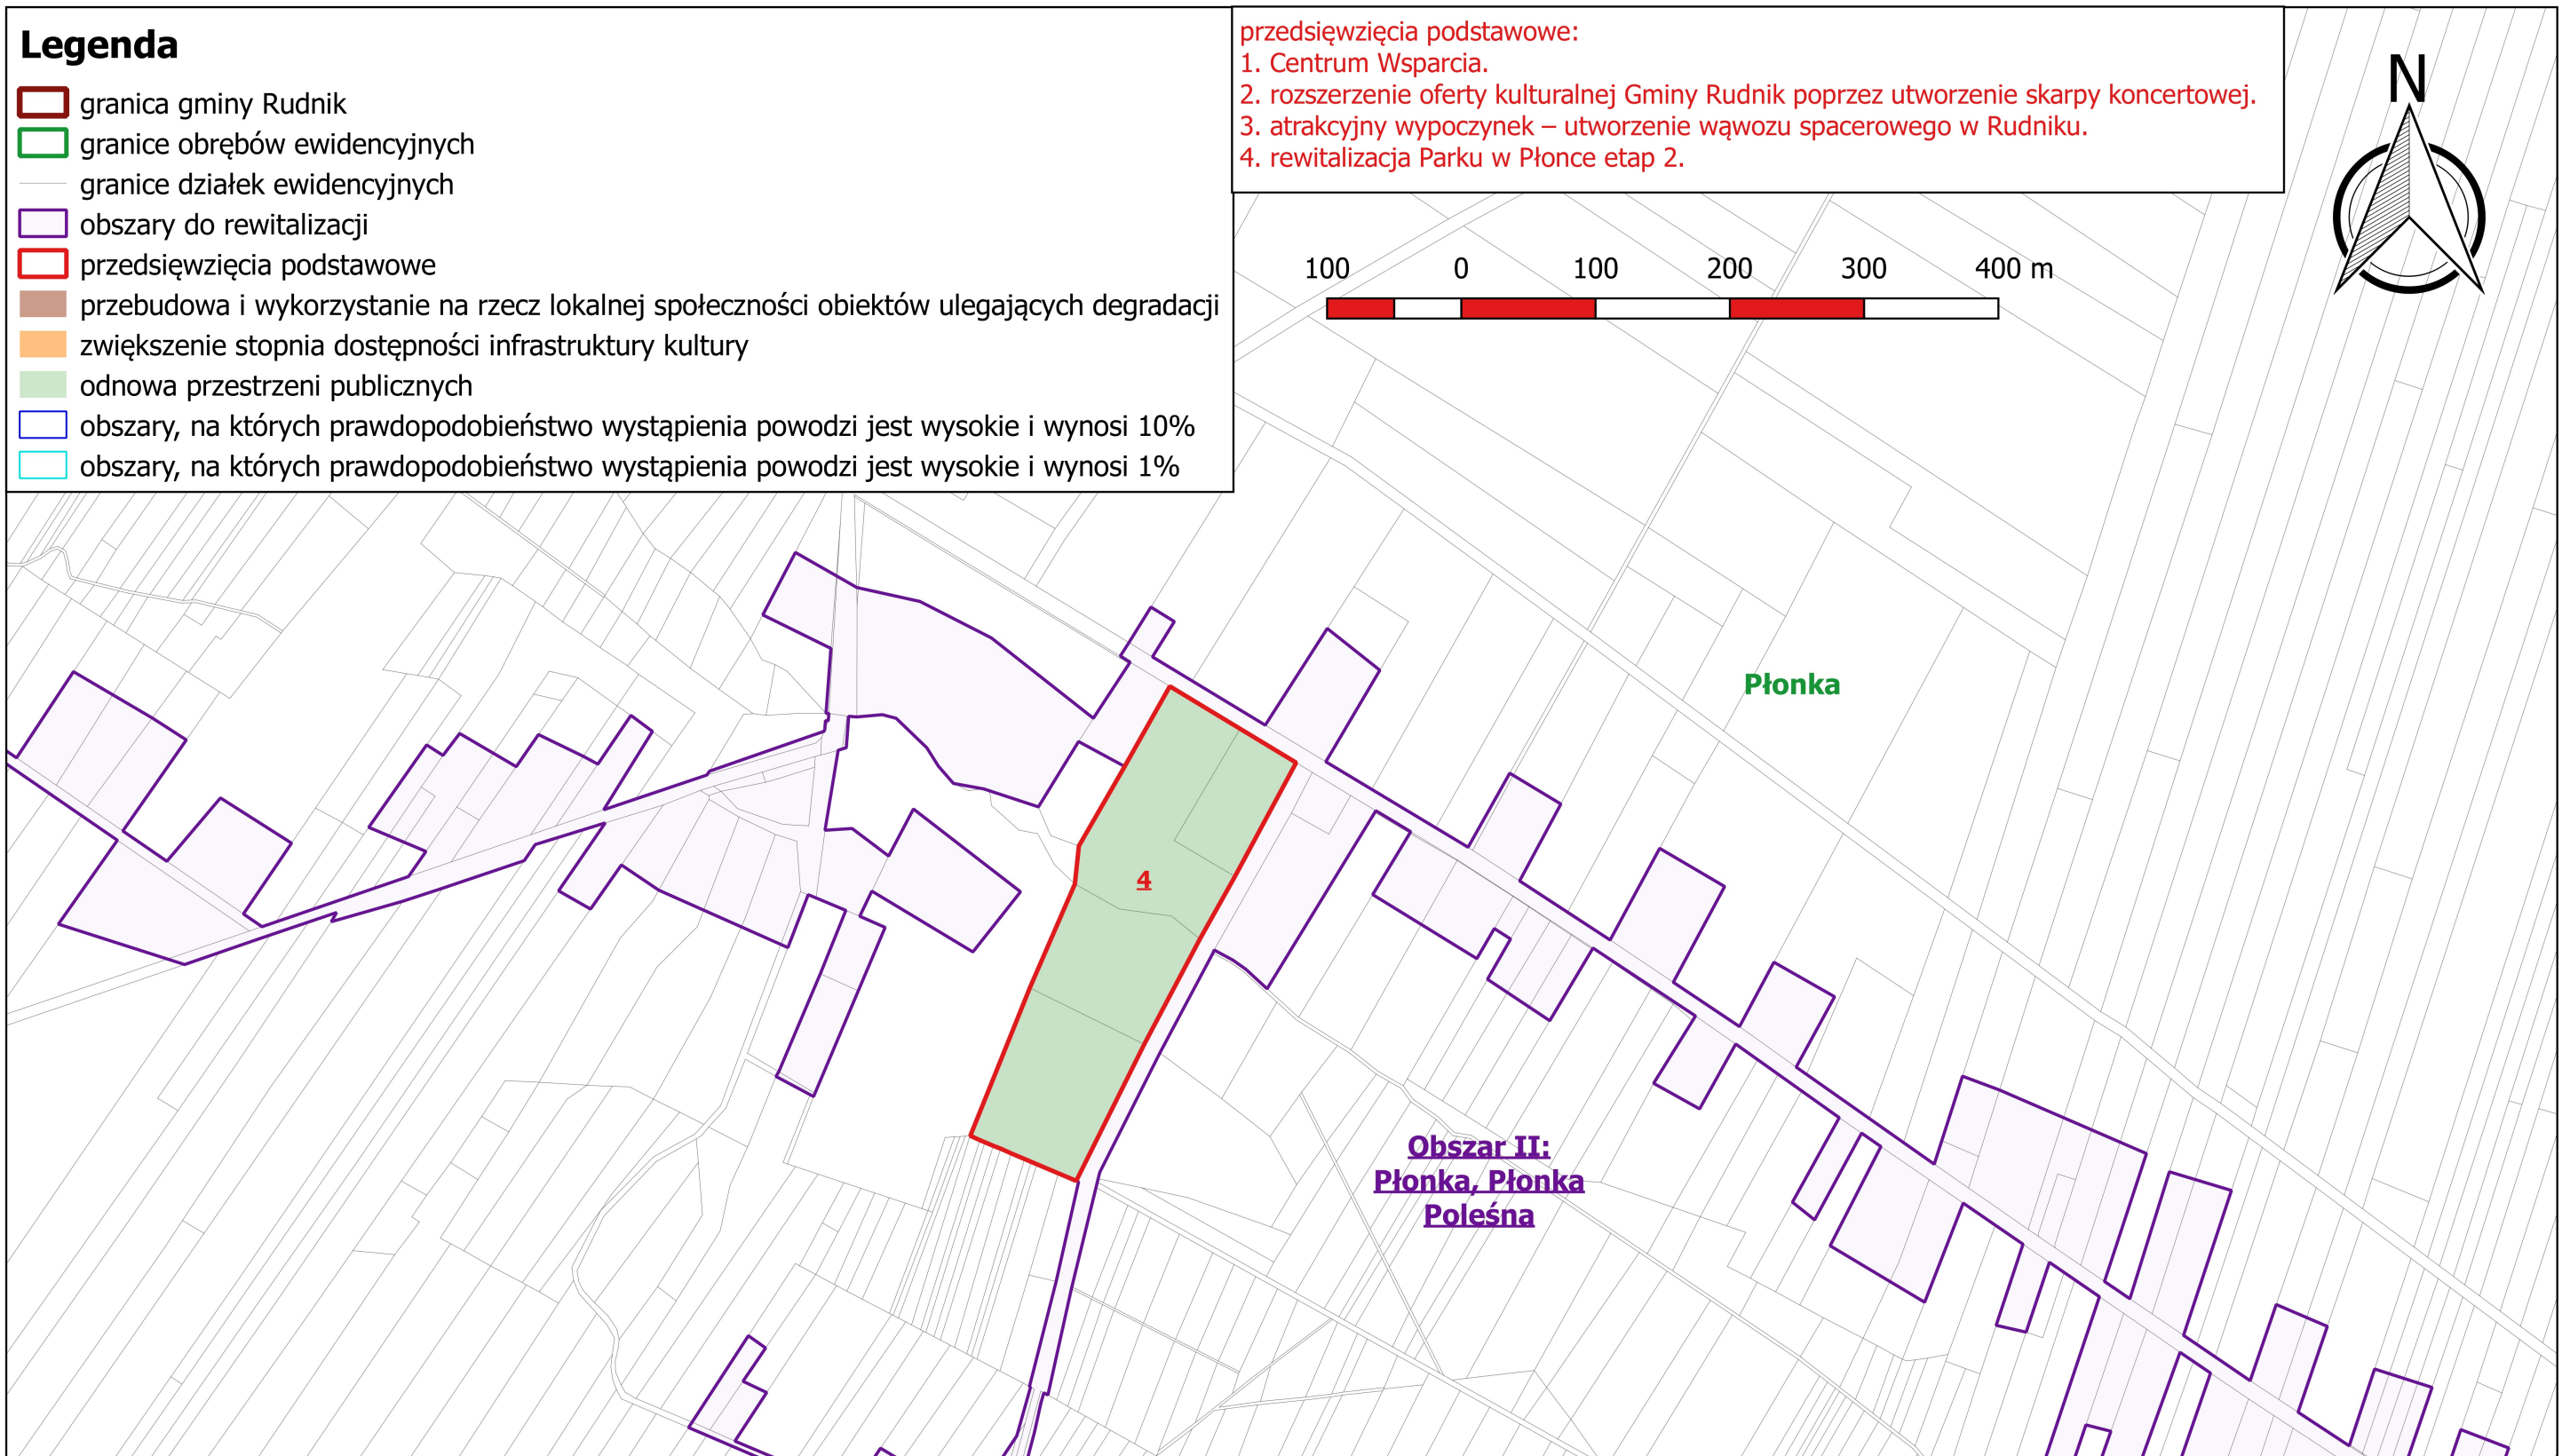 Legenda
granica gminy Rudnik
granice obrębów ewidencyjnych
granice działek ewidencyjnych
obszary do rewitalizacji
przedsięwzięcia podstawowe
przebudowa i wykorzystanie na rzecz lokalnej społeczności obiektów ulegających degradacji
zwiększenie stopnia dostępności infrastruktury kultury
odnowa przestrzeni publicznych
obszary, na których prawdopodobieństwo wystąpienia powodzi jest wysokie i wynosi 10%
obszary, na których prawdopodobieństwo wystąpienia powodzi jest wysokie i wynosi 1%
przedsięwzięcia podstawowe:
1. Centrum Wsparcia.
2. rozszerzenie oferty kulturalnej Gminy Rudnik poprzez utworzenie skarpy koncertowej.
3. atrakcyjny wypoczynek – utworzenie wąwozu spacerowego w Rudniku.
4. rewitalizacja Parku w Płonce etap 2.
N
100 0 100 200 300 400 m
Płonka
4
Obszar II:
Płonka, Płonka
Poleśna